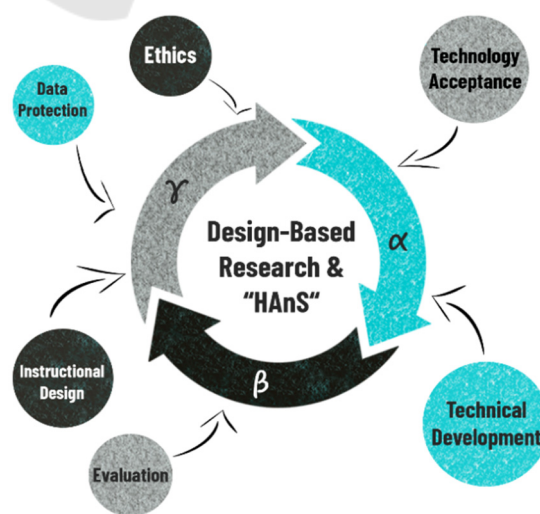 Ethics
Technology
Acceptance
Data
Protection
γ
α
Design-Based
Research &
“HAnS“
β
Instructional
Design
Technical
Development
Evaluation